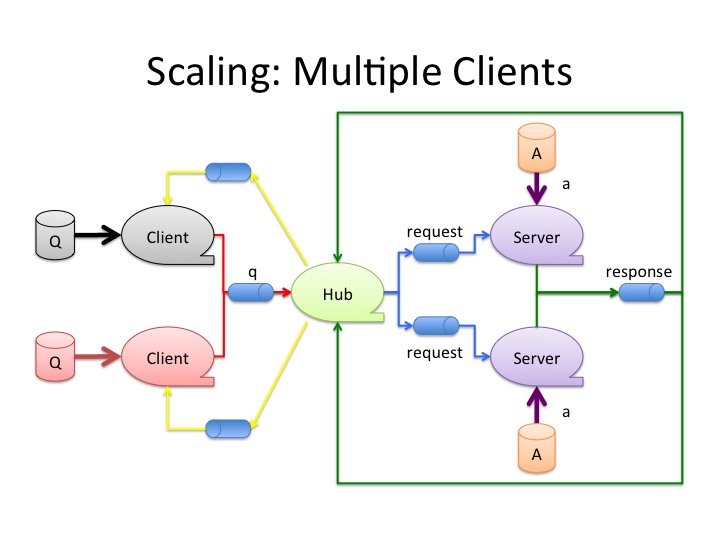 Scaling: Multiple Clients
A
a
request
Q
Client
Server
q
response
Hub
Q
Client
request
Server
a
A